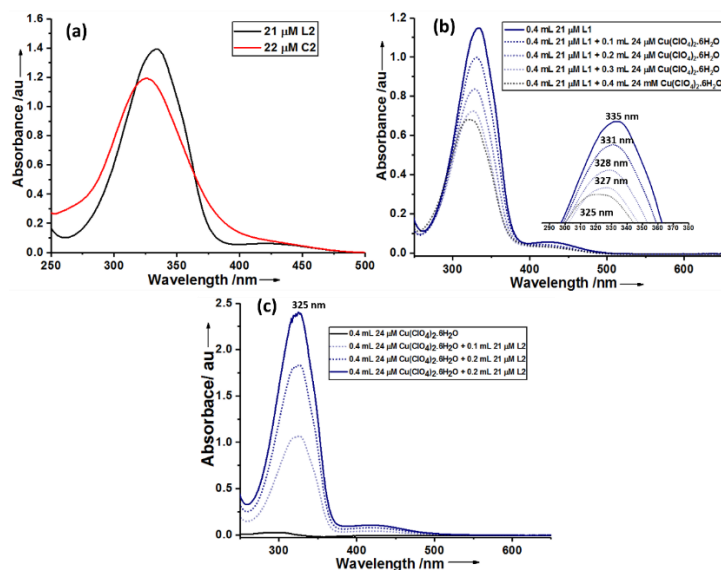 (a)
21 µM L2
22 µM C2
Absorbance /au
1.6
1.4
1.2
1.0
0.8
0.6
0.4
0.2
0.0
250 300 350 400 450 500
Wavelength /nm
(b)
0.4 mL 21 µM L1
0.4 mL 21 µM L1 + 0.1 mL 24 µM Cu(ClO4)2.6H2O
0.4 mL 21 µM L1 + 0.2 mL 24 µM Cu(ClO4)2.6H2O
0.4 mL 21 µM L1 + 0.3 mL 24 µM Cu(ClO4)2.6H2O
0.4 mL 21 µM L1 + 0.4 mL 24 mM Cu(ClO4)2.6H2O
Absorbance /au
1.2
1.0
0.8
0.6
0.4
0.2
0.0
335 nm
331 nm
328 nm
327 nm
325 nm
290 300 310 320 330 340 350 360 370 380
300 400 500 600
Wavelength /nm
(c)
325 nm
0.4 mL 24 µM Cu(ClO4)2.6H2O
0.4 mL 24 µM Cu(ClO4)2.6H2O + 0.1 mL 21 µM L2
0.4 mL 24 µM Cu(ClO4)2.6H2O + 0.2 mL 21 µM L2
0.4 mL 24 µM Cu(ClO4)2.6H2O + 0.2 mL 21 µM L2
Absorbace/ au
2.5
2.0
1.5
1.0
0.5
0.0
300 400 500 600
Wavelength /nm